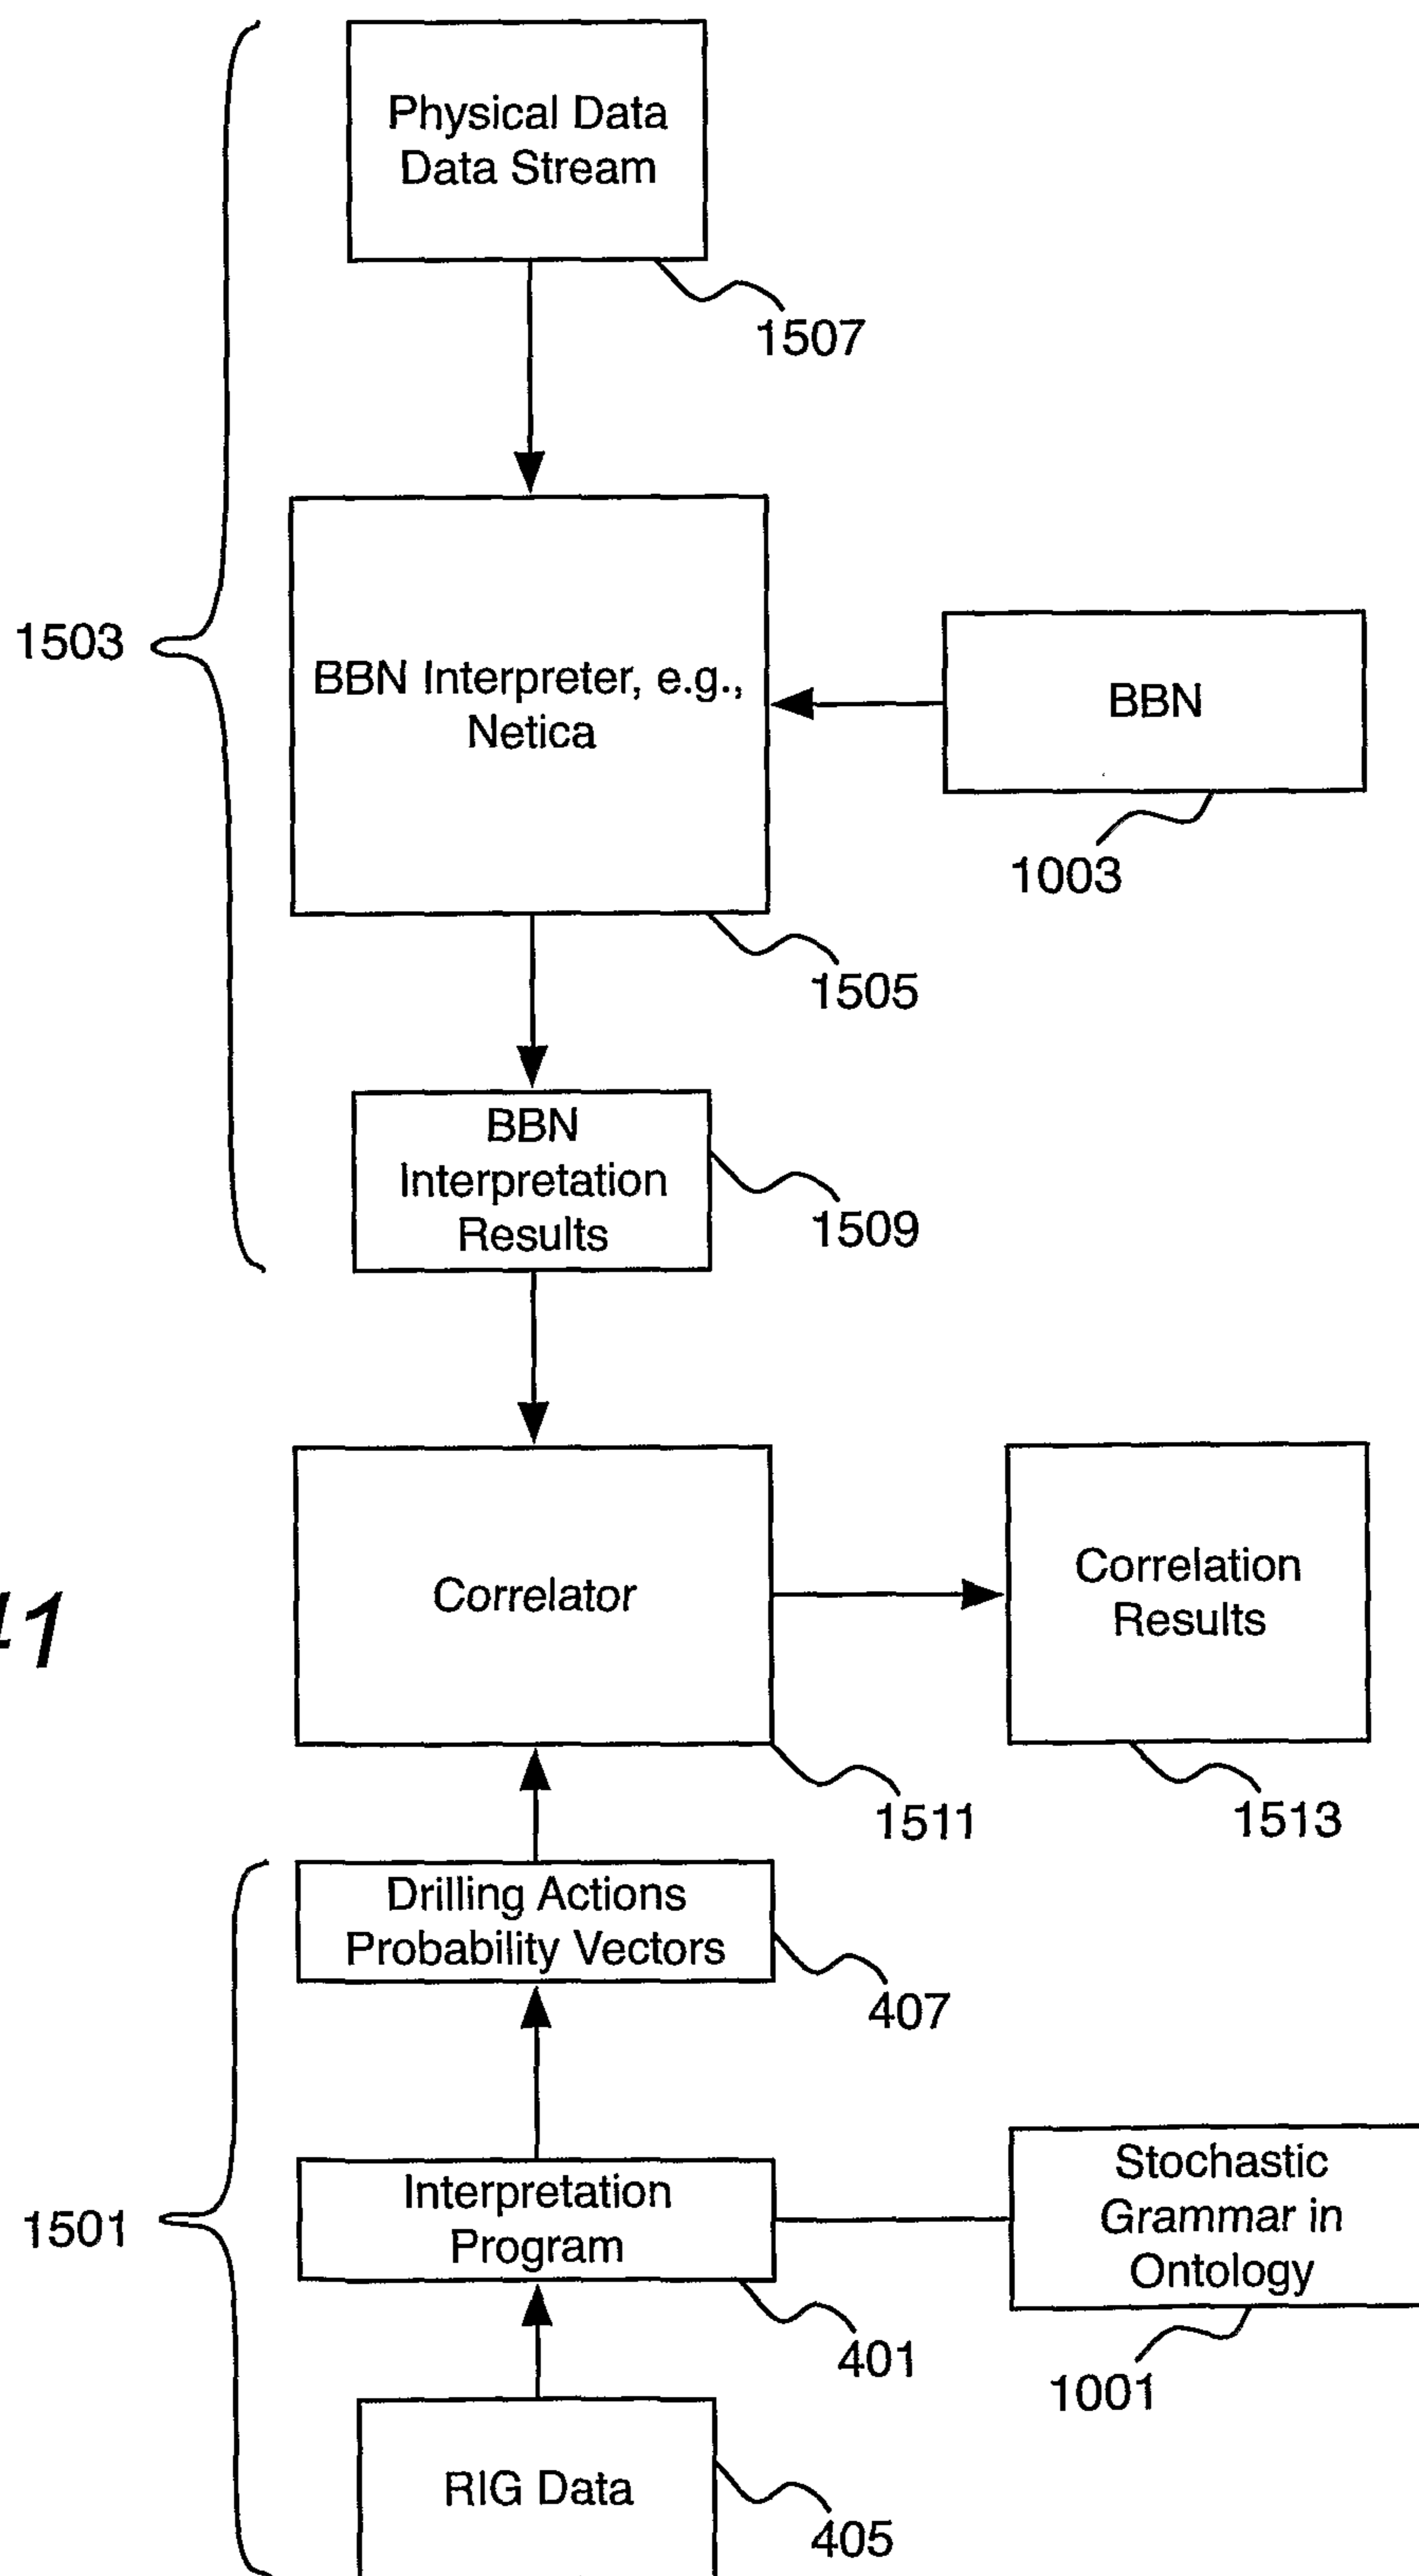 Physical Data
Data Stream
1507
1503
BBN Interpreter, e.g.,
Netica
BBN
1003
1505
BBN
Interpretation
Results
1509
Correlator
Correlation
Results
41
1511
1513
Drilling Actions
Probability Vectors
407
Interpretation
Program
Stochastic
Grammar in
Ontology
1501
401
1001
RIG Data
405